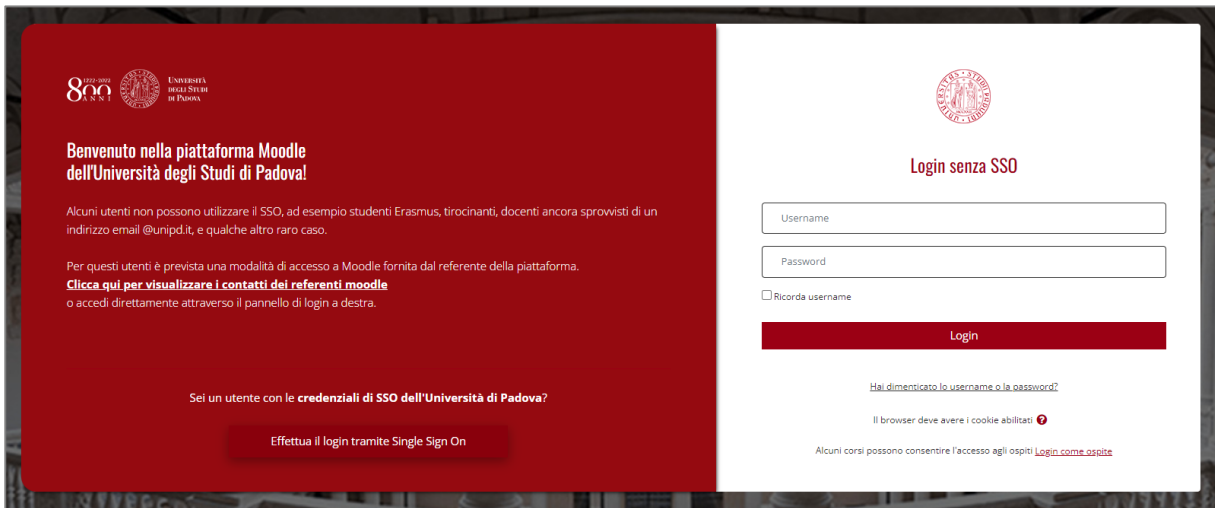 1222-2022
800
ANNI
UNIVERSITÀ
DEGLI STUDI
DI PADOVA
Benvenuto nella piattaforma Moodle
dell'Università degli Studi di Padova!
Alcuni utenti non possono utilizzare il SSO, ad esempio studenti Erasmus, tirocinanti, docenti ancora sprovvisti di un
indirizzo email @unipd.it, e qualche altro raro caso.
Per questi utenti è prevista una modalità di accesso a Moodle fornita dal referente della piattaforma.
Clicca qui per visualizzare i contatti dei referenti moodle
o accedi direttamente attraverso il pannello di login a destra.
Sei un utente con le credenziali di SSO dell'Università di Padova?
Effettua il login tramite Single Sign On
Login senza SSO
Username
Password
Ricorda username
Login
Hai dimenticato lo username o la password?
Il browser deve avere i cookie abilitati
Alcuni corsi possono consentire l'accesso agli ospiti Login come ospite